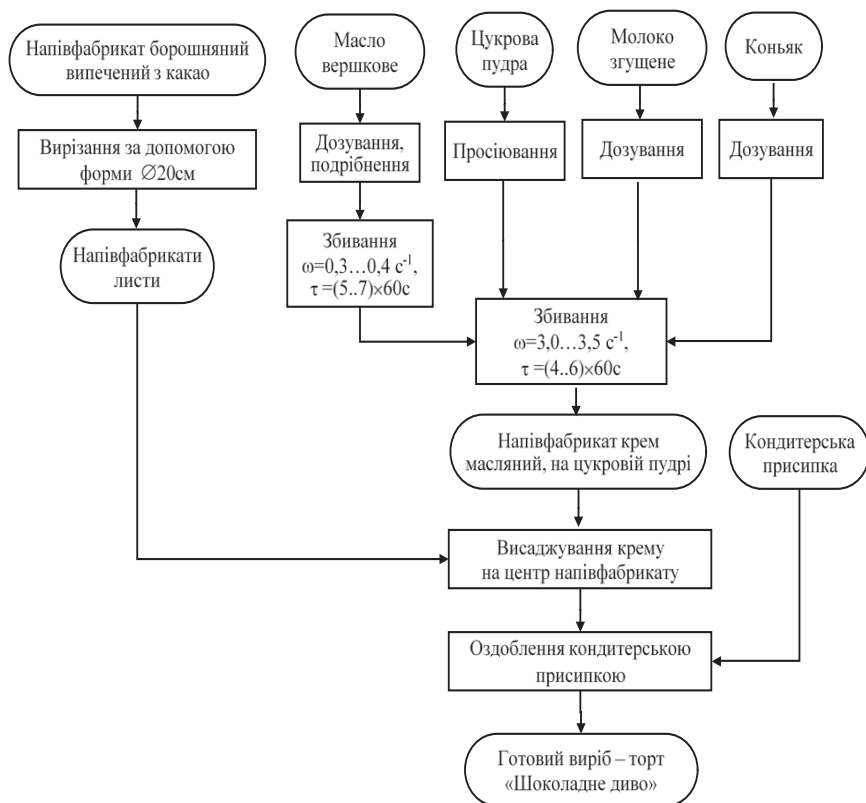 Напівфабрикат борошняний
випечений з какао
Масло
вершкове
Цукрова
пудра
Молоко
згущене
Коньяк
Вирізання за допомогою
форми ∅20см
Дозування,
подрібнення
Просіювання
Дозування
Дозування
Напівфабрикати
листи
Збивання
ω=0,3…0,4 с⁻¹,
τ =(5..7)×60с
Збивання
ω=3,0…3,5 с⁻¹,
τ =(4..6)×60с
Напівфабрикат крем
масляний, на цукровій пудрі
Кондитерська
присипка
Висаджування крему
на центр напівфабрикату
Оздоблення кондитерською
присипкою
Готовий виріб – торт
«Шоколадне диво»